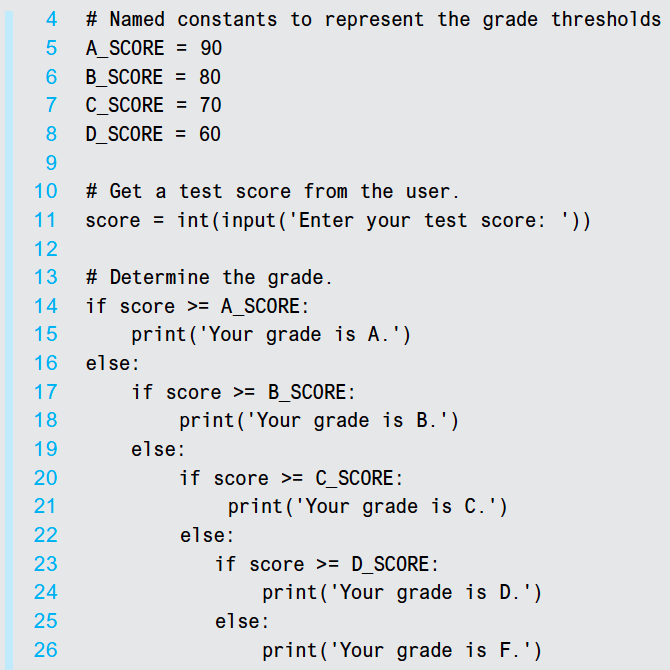 4 # Named constants to represent the grade thresholds
5 A_SCORE = 90
6 B_SCORE = 80
7 C_SCORE = 70
8 D_SCORE = 60
9
10 # Get a test score from the user.
11 score = int(input('Enter your test score: '))
12
13 # Determine the grade.
14 if score >= A_SCORE:
15     print('Your grade is A.')
16 else:
17     if score >= B_SCORE:
18         print('Your grade is B.')
19     else:
20         if score >= C_SCORE:
21             print('Your grade is C.')
22         else:
23            if score >= D_SCORE:
24                print('Your grade is D.')
25            else:
26                print('Your grade is F.')